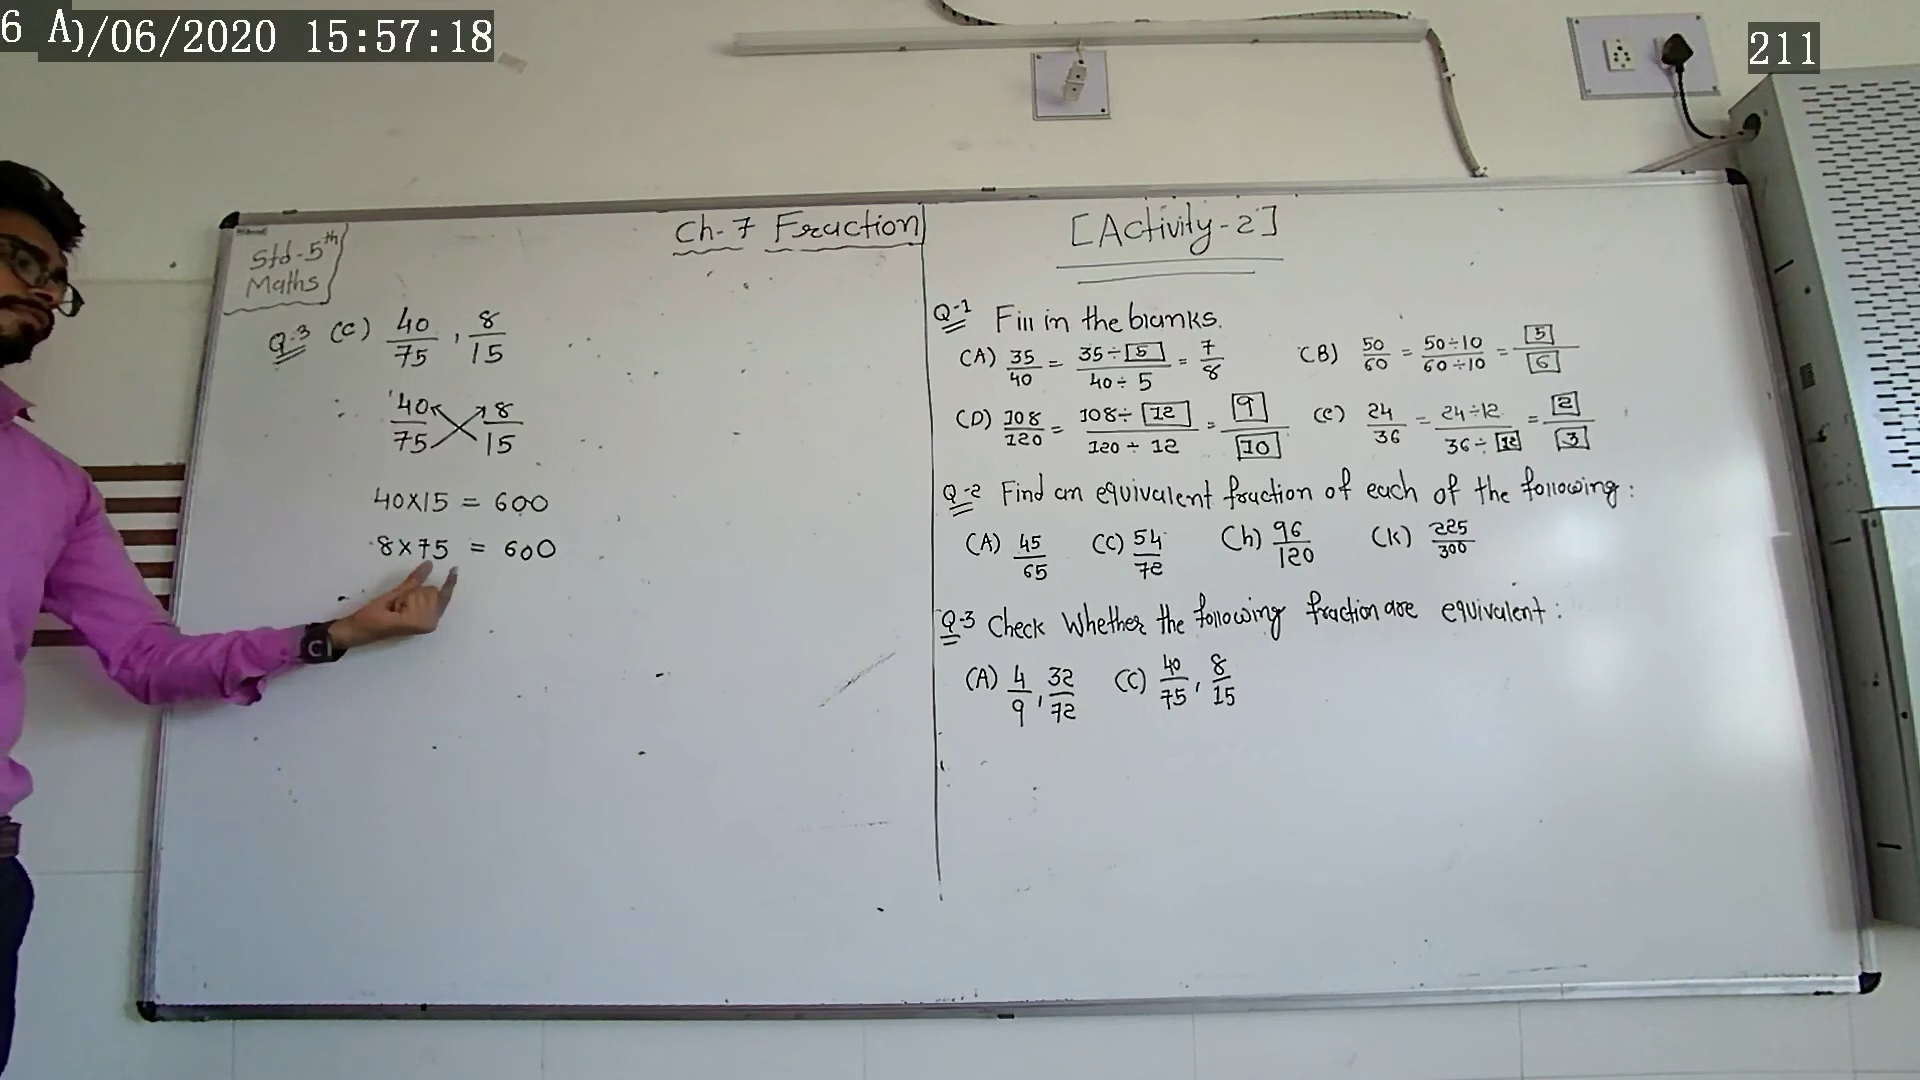 6 A)/06/2020 15:57:18
211
Std-5th
Maths
Ch-7 Fraction
Q-3 (C) 40/75 , 8/15
40/75 8/15
40×15 = 600
8×75 = 600
[Activity-2]
Q-1 Fill in the blanks.
(A) 35/40 = 35÷5/40÷5 = 7/8 (B) 50/60 = 50÷10/60÷10 = 5/6
(D) 108/120 = 108÷12/120÷12 = 9/10 (e) 24/36 = 24÷12/36÷12 = 2/3
Q-2 Find an equivalent fraction of each of the following:
(A) 45/65 (C) 54/72 (h) 96/120 (K) 225/300
Q-3 Check Whether the following fraction are equivalent:
(A) 4/9 , 32/72 (C) 40/75 , 8/15